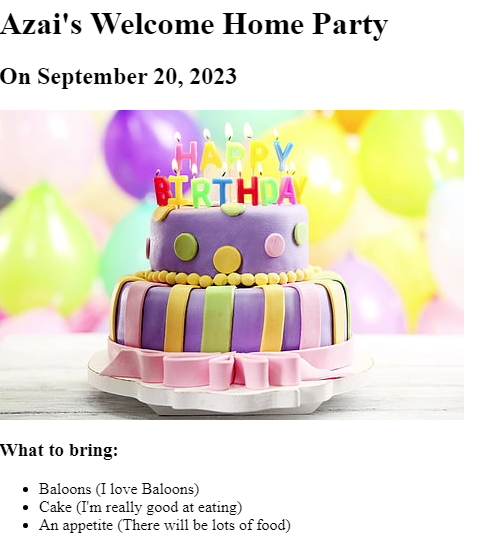 Azai's Welcome Home Party
On September 20, 2023
HAPPY
BIRTHDAY
What to bring:
Baloons (I love Baloons)
Cake (I'm really good at eating)
An appetite (There will be lots of food)